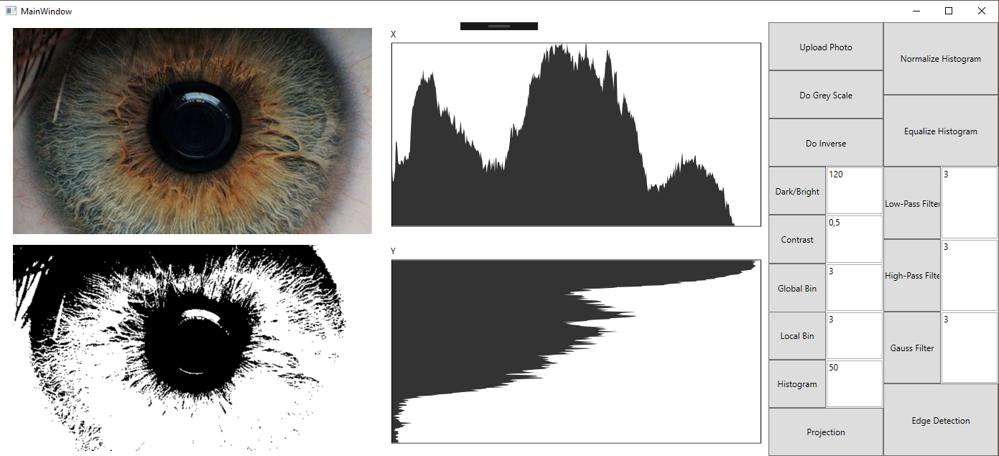 MainWindow
X
Y
Upload Photo
Normalize Histogram
Do Grey Scale
Equalize Histogram
Do Inverse
Dark/Bright
120
Low-Pass Filter
3
Contrast
0,5
High-Pass Filte
3
Global Bin
3
Local Bin
3
Gauss Filter
3
Histogram
50
Edge Detection
Projection